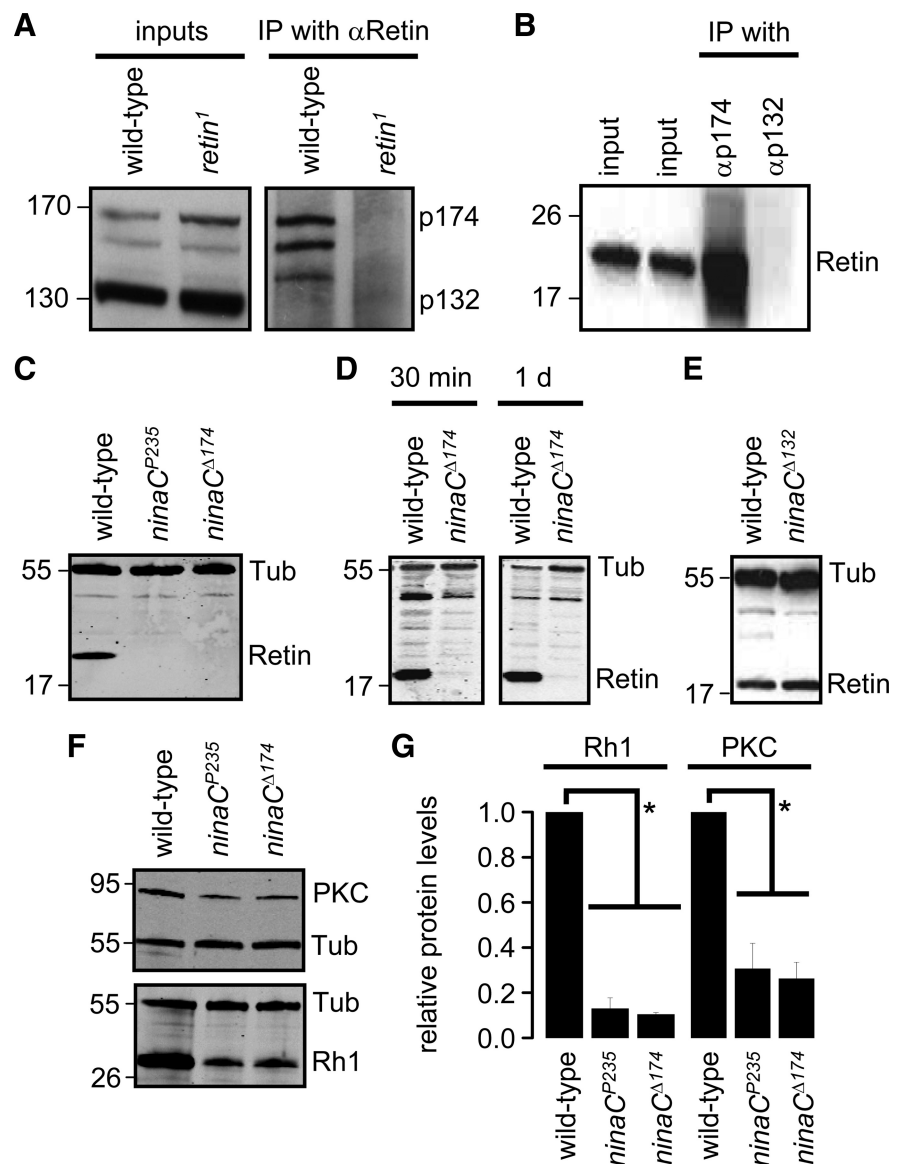 A
inputs
IP with αRetin
wild-type
retin1
wild-type
retin1
170
130
p174
p132
B
IP with
input
input
αp174
αp132
26
17
Retin
C
wild-type
ninaCP235
ninaCΔ174
55
17
Tub
Retin
D
30 min
1 d
wild-type
ninaCΔ174
wild-type
ninaCΔ174
55
17
Tub
Retin
E
wild-type
ninaCΔ132
55
17
Tub
Retin
F
wild-type
ninaCP235
ninaCΔ174
95
55
PKC
Tub
55
26
Tub
Rh1
G
Rh1
PKC
*
*
relative protein levels
1.0
0.8
0.6
0.4
0.2
0.0
wild-type
ninaCP235
ninaCΔ174
wild-type
ninaCP235
ninaCΔ174